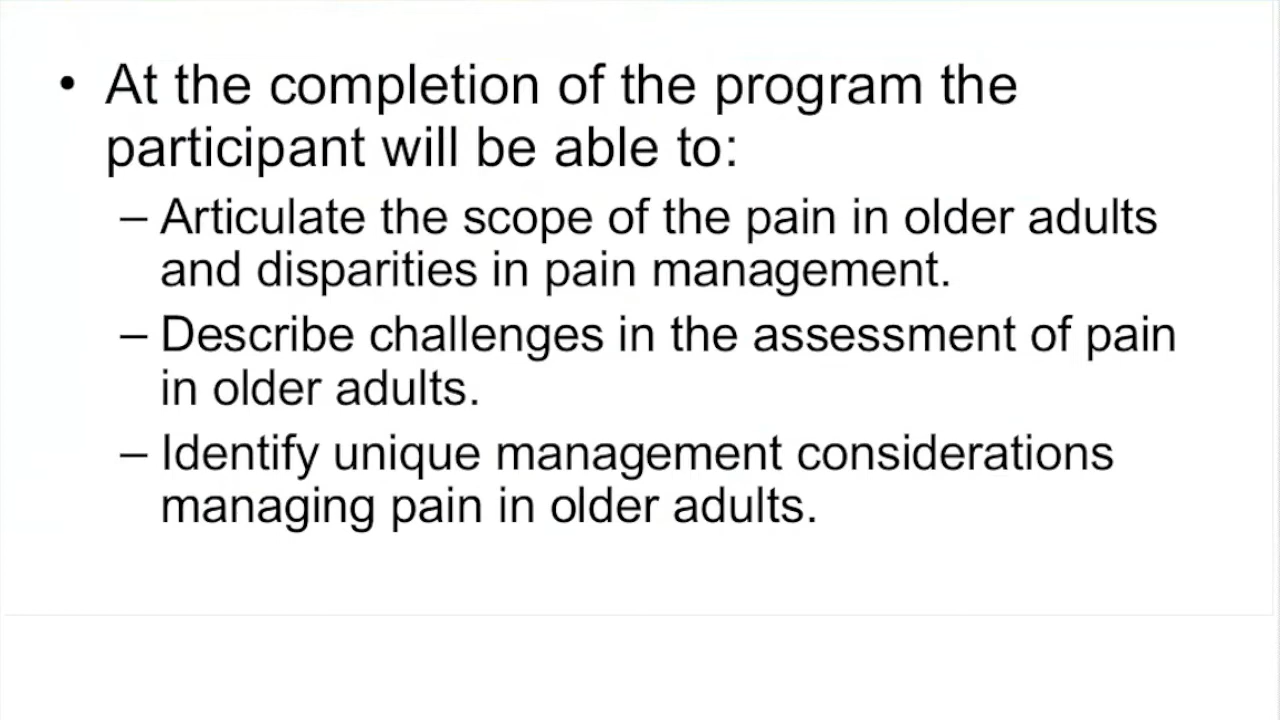 • At the completion of the program the
participant will be able to:
– Articulate the scope of the pain in older adults
and disparities in pain management.
– Describe challenges in the assessment of pain
in older adults.
– Identify unique management considerations
managing pain in older adults.